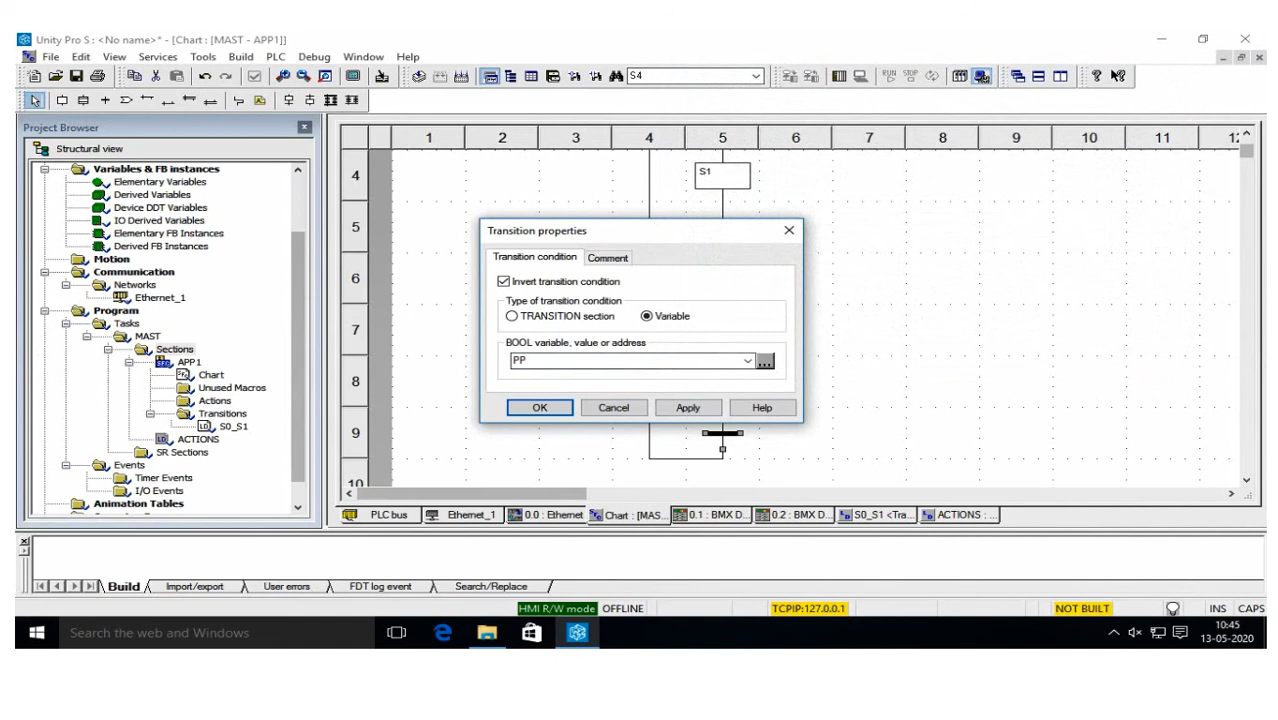 Unity Pro S : <No name>* - [Chart : [MAST - APP1]]
File Edit View Services Tools Build PLC Debug Window Help
S4
RUN STOP
Project Browser
Structural view
Variables & FB instances
Elementary Variables
Derived Variables
Device DDT Variables
IO Derived Variables
Elementary FB Instances
Derived FB Instances
Motion
Communication
Networks
Ethernet_1
Program
Tasks
MAST
Sections
APP1
Chart
Unused Macros
Actions
Transitions
S0_S1
ACTIONS
SR Sections
Events
Timer Events
I/O Events
Animation Tables
1 2 3 4 5 6 7 8 9 10 11
4
5
6
7
8
9
10
S1
Transition properties
Transition condition Comment
Invert transition condition
Type of transition condition
TRANSITION section Variable
BOOL variable, value or address
PP
...
OK Cancel Apply Help
PLC bus Ethernet_1 0.0 : Ethernet Chart : [MAS... 0.1 : BMX D... 0.2 : BMX D... S0_S1 <Tra... ACTIONS : ...
Build Import/export User errors FDT log event Search/Replace
HMI R/W mode OFFLINE TCPIP:127.0.0.1 NOT BUILT INS CAPS
Search the web and Windows
10:45
13-05-2020